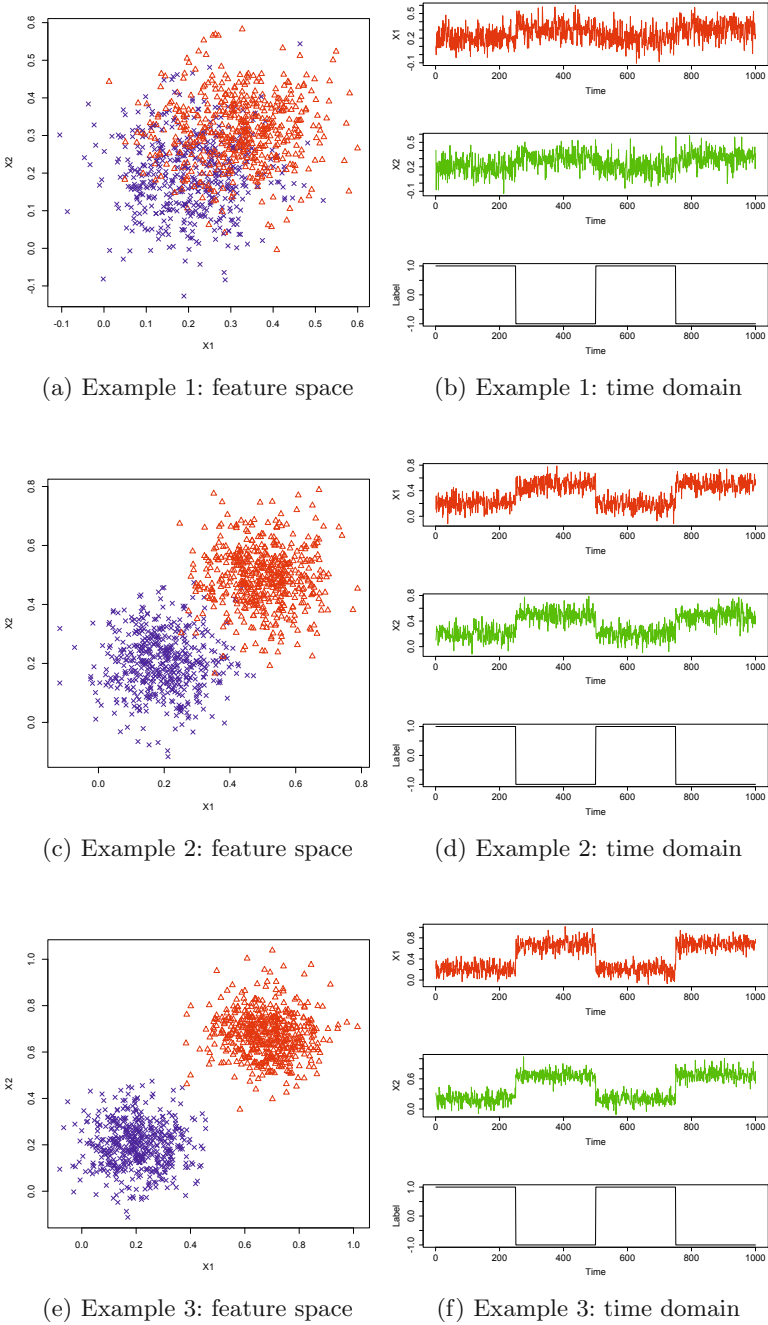 0.6
0.5
0.4
0.3
0.2
0.1
0.0
-0.1
X2
-0.1 0.0 0.1 0.2 0.3 0.4 0.5 0.6
X1
X1
-0.1 0.2 0.5
0 200 400 600 800 1000
Time
X2
-0.1 0.2 0.5
0 200 400 600 800 1000
Time
Label
-1.0 0.0 1.0
0 200 400 600 800 1000
Time
(a) Example 1: feature space
(b) Example 1: time domain
0.8
0.6
0.4
0.2
0.0
X2
0.0 0.2 0.4 0.6 0.8
X1
X1
0.0 0.4 0.8
0 200 400 600 800 1000
Time
X2
0.0 0.4 0.8
0 200 400 600 800 1000
Time
Label
-1.0 0.0 1.0
0 200 400 600 800 1000
Time
(c) Example 2: feature space
(d) Example 2: time domain
1.0
0.8
0.6
0.4
0.2
0.0
X2
0.0 0.2 0.4 0.6 0.8 1.0
X1
X1
0.0 0.4 0.8
0 200 400 600 800 1000
Time
X2
0.0 0.6
0 200 400 600 800 1000
Time
Label
-1.0 0.0 1.0
0 200 400 600 800 1000
Time
(e) Example 3: feature space
(f) Example 3: time domain